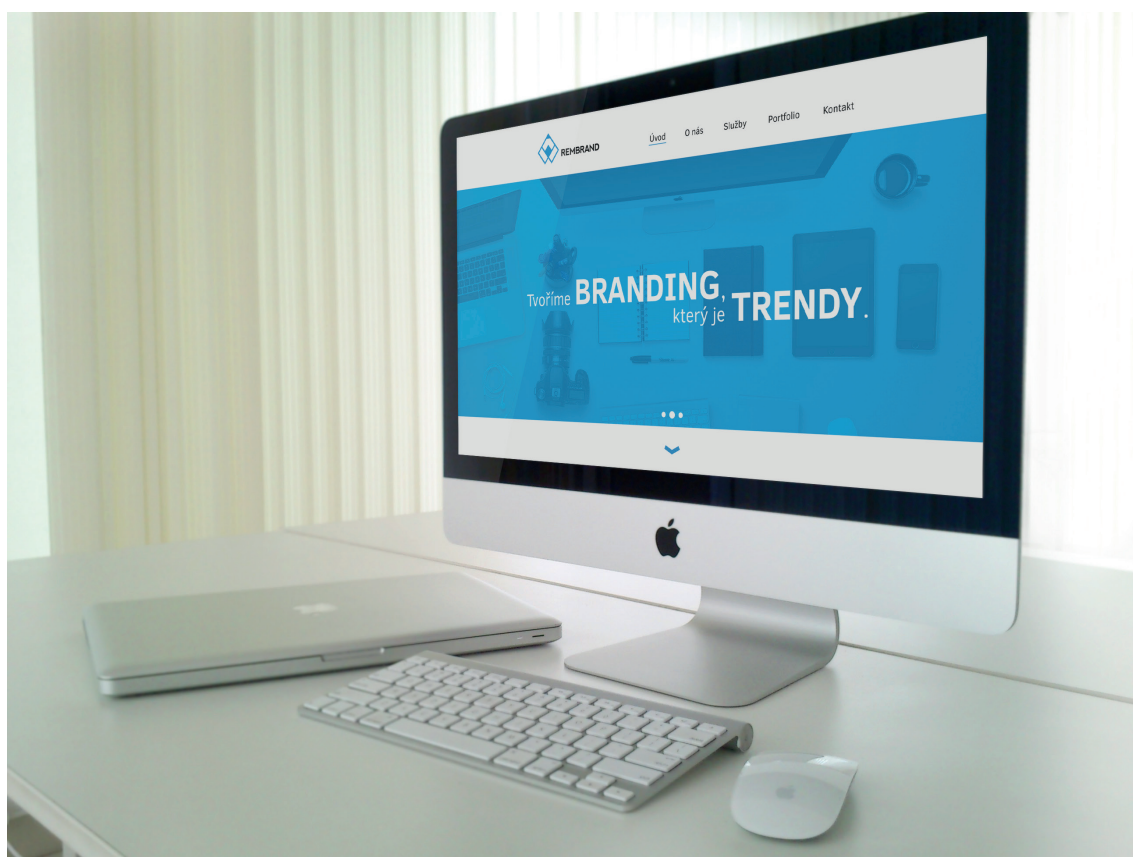 REMBRAND
Úvod O nás Služby Portfolio Kontakt
Tvoříme BRANDING,
který je TRENDY.